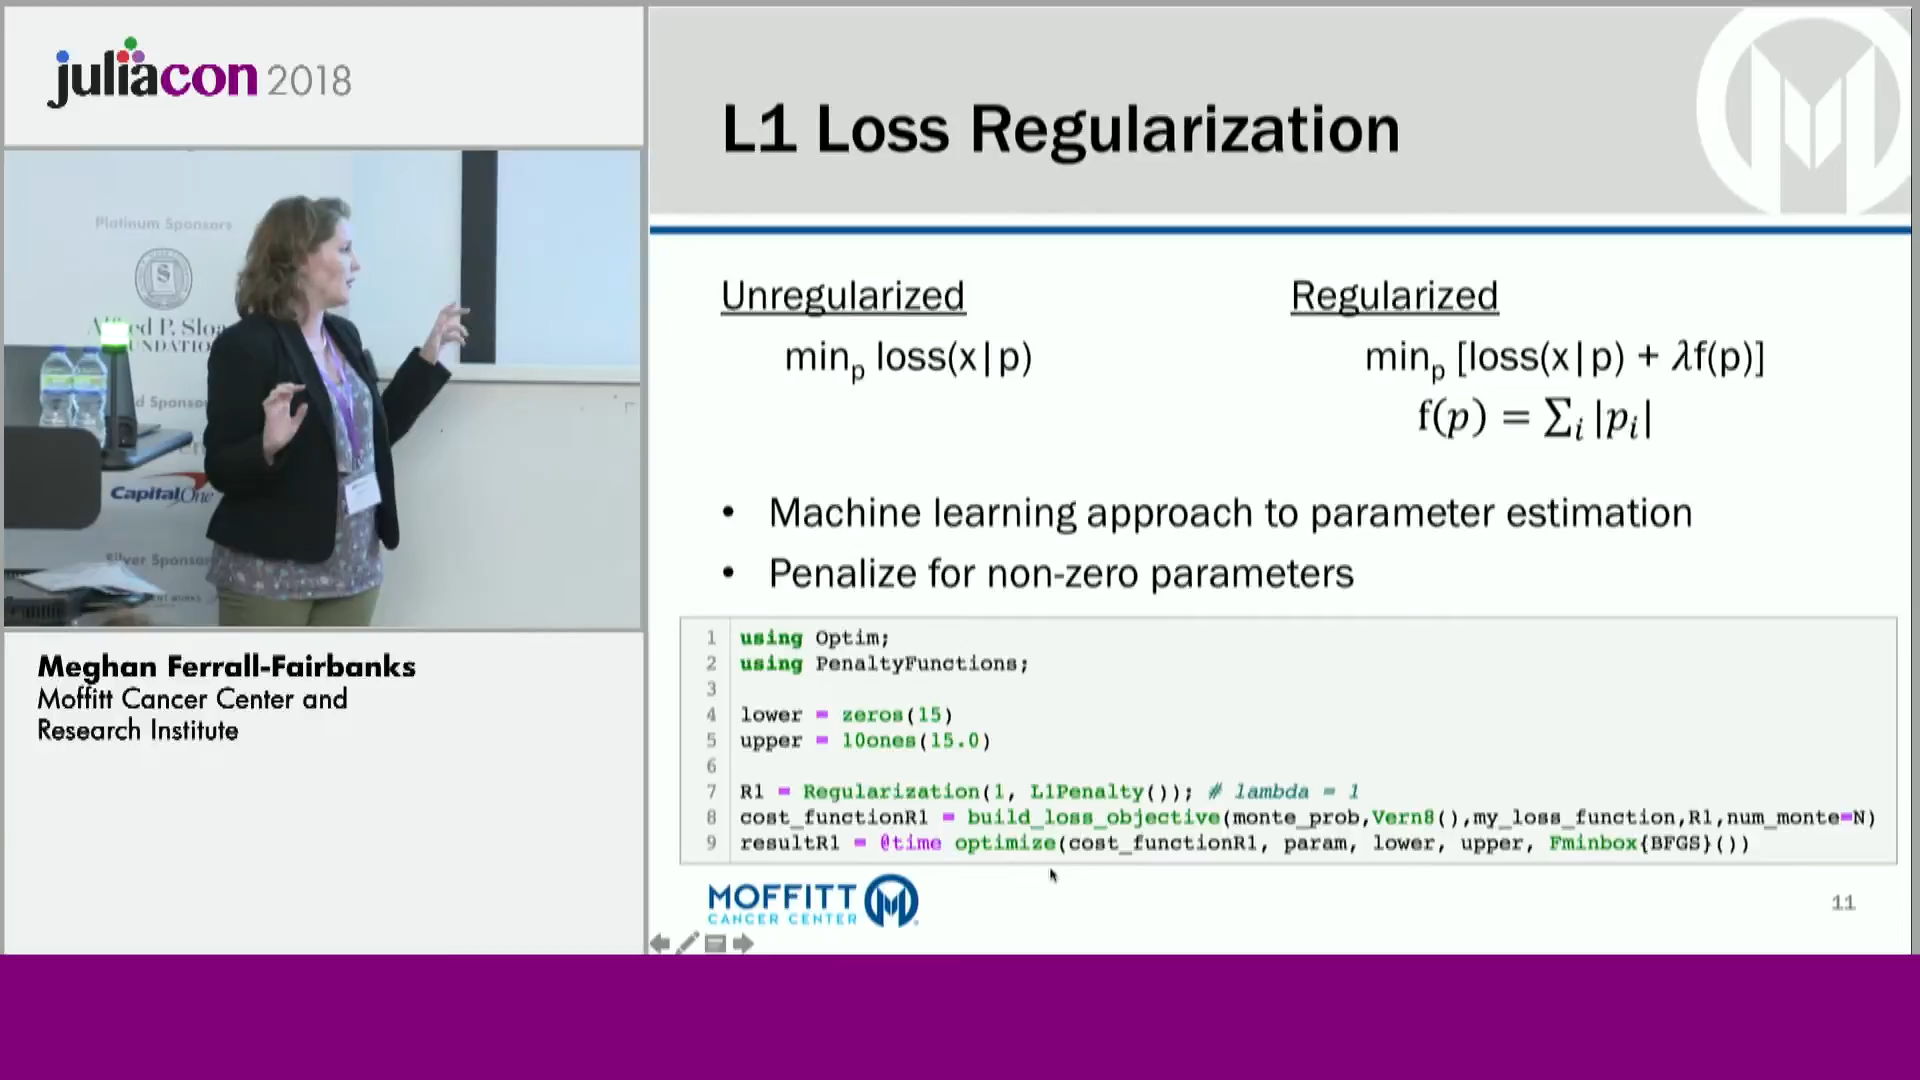 juliacon 2018
Platinum Sponsors
CapitalOne
Silver Sponsor
Meghan Ferrall-Fairbanks
Moffitt Cancer Center and
Research Institute
L1 Loss Regularization
Unregularized
minp loss(x|p)
Regularized
minp [loss(x|p) + λf(p)]
f(p) = ∑i |pi|
• Machine learning approach to parameter estimation
• Penalize for non-zero parameters
1 using Optim;
2 using PenaltyFunctions;
3
4 lower = zeros(15)
5 upper = 10ones(15.0)
6
7 R1 = Regularization(1, L1Penalty()); # lambda = 1
8 cost_functionR1 = build_loss_objective(monte_prob,Vern8(),my_loss_function,R1,num_monte=N)
9 resultR1 = @time optimize(cost_functionR1, param, lower, upper, Fminbox{BFGS}())
MOFFITT
CANCER CENTER
11